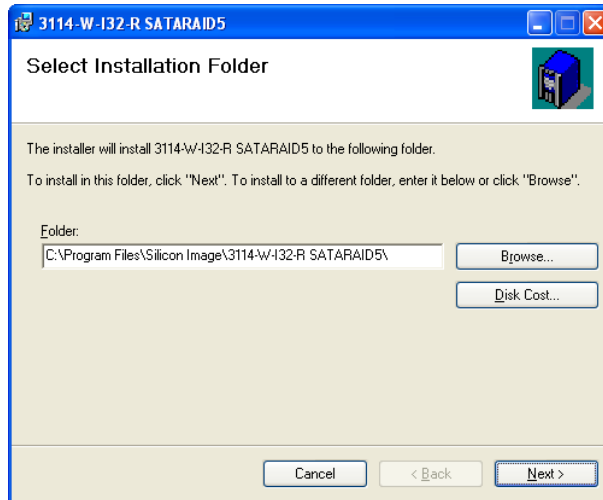 3114-W-I32-R SATARAID5
Select Installation Folder
The installer will install 3114-W-I32-R SATARAID5 to the following folder.
To install in this folder, click "Next". To install to a different folder, enter it below or click "Browse".
Folder:
C:\Program Files\Silicon Image\3114-W-I32-R SATARAID5\
Browse...
Disk Cost...
Cancel
< Back
Next >